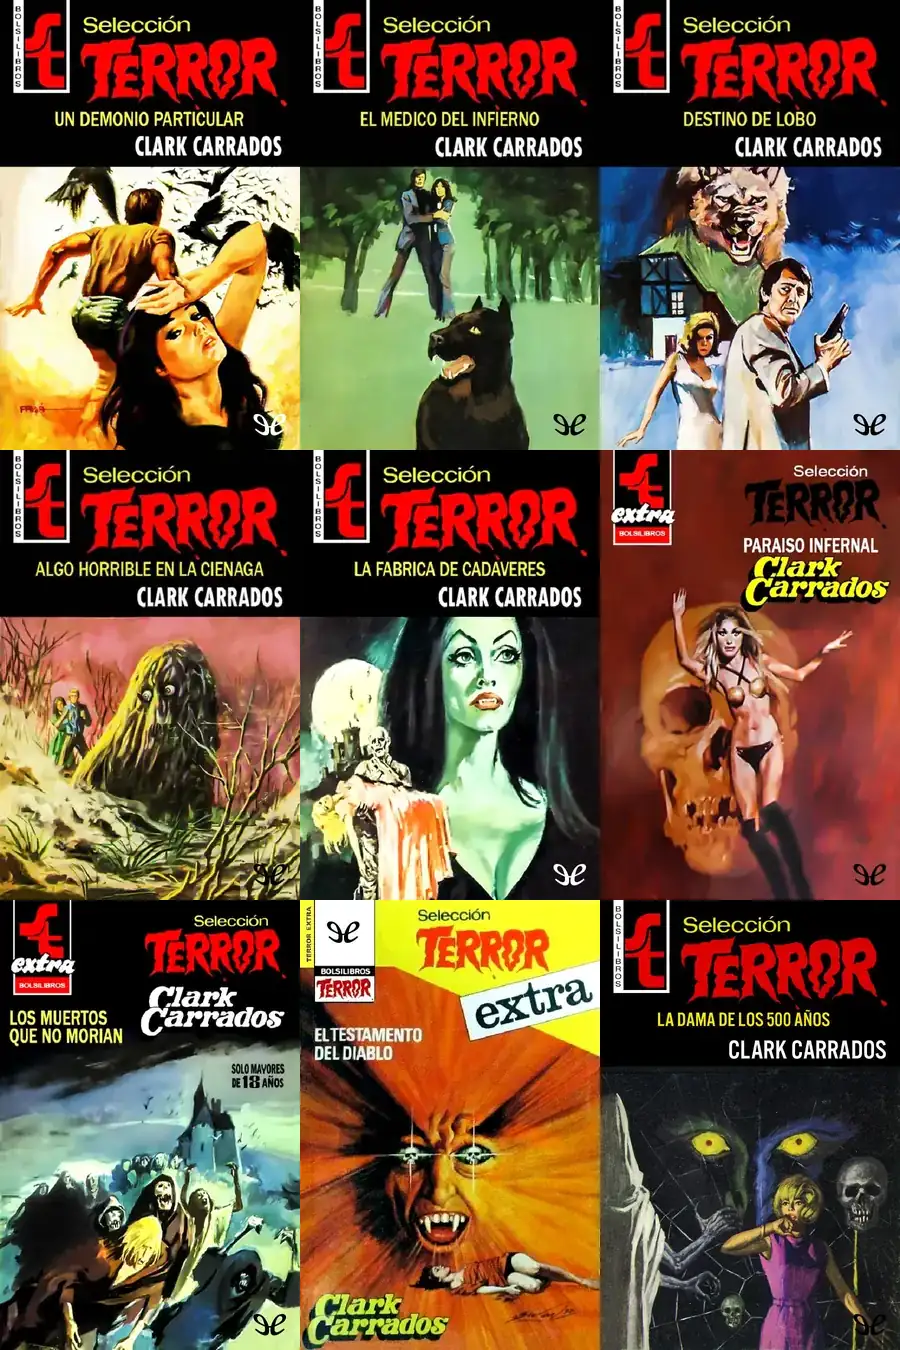 BOLSILIBROS
Selección
TERROR
UN DEMONIO PARTICULAR
CLARK CARRADOS
BOLSILIBROS
Selección
TERROR
EL MEDICO DEL INFIERNO
CLARK CARRADOS
BOLSILIBROS
Selección
TERROR
DESTINO DE LOBO
CLARK CARRADOS
BOLSILIBROS
Selección
TERROR
ALGO HORRIBLE EN LA CIENAGA
CLARK CARRADOS
BOLSILIBROS
Selección
TERROR
LA FABRICA DE CADAVERES
CLARK CARRADOS
extra
BOLSILIBROS
Selección
TERROR
PARAISO INFERNAL
Clark
Carrados
extra
BOLSILIBROS
Selección
TERROR
Clark
Carrados
LOS MUERTOS
QUE NO MORIAN
SOLO MAYORES
DE 18 AÑOS
TERROR EXTRA
BOLSILIBROS
TERROR
Selección
TERROR
extra
EL TESTAMENTO
DEL DIABLO
Clark
Carrados
BOLSILIBROS
Selección
TERROR
LA DAMA DE LOS 500 AÑOS
CLARK CARRADOS